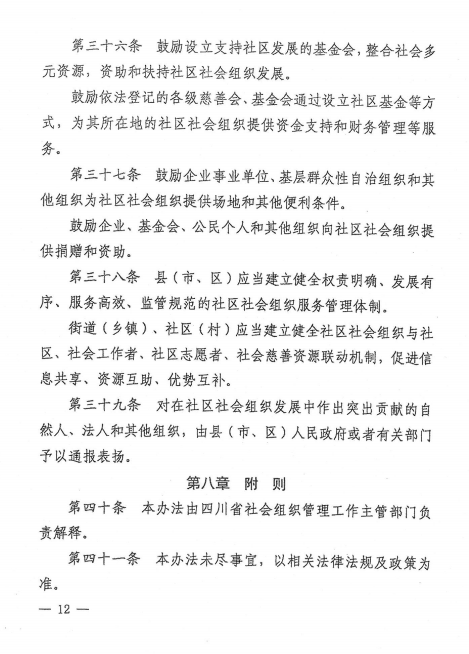 第三十六条　鼓励设立支持社区发展的基金会，整合社会多
元资源，资助和扶持社区社会组织发展。
鼓励依法登记的各级慈善会、基金会通过设立社区基金等方
式，为其所在地的社区社会组织提供资金支持和财务管理等服
务。
第三十七条　鼓励企业事业单位、基层群众性自治组织和其
他组织为社区社会组织提供场地和其他便利条件。
鼓励企业、基金会、公民个人和其他组织向社区社会组织提
供捐赠和资助。
第三十八条　县（市、区）应当建立健全权责明确、发展有
序、服务高效、监管规范的社区社会组织服务管理体制。
街道（乡镇）、社区（村）应当建立健全社区社会组织与社
区、社会工作者、社区志愿者、社会慈善资源联动机制，促进信
息共享、资源互助、优势互补。
第三十九条　对在社区社会组织发展中作出突出贡献的自
然人、法人和其他组织，由县（市、区）人民政府或者有关部门
予以通报表扬。
第八章　附　则
第四十条　本办法由四川省社会组织管理工作主管部门负
责解释。
第四十一条　本办法未尽事宜，以相关法律法规及政策为
准。
— 12 —